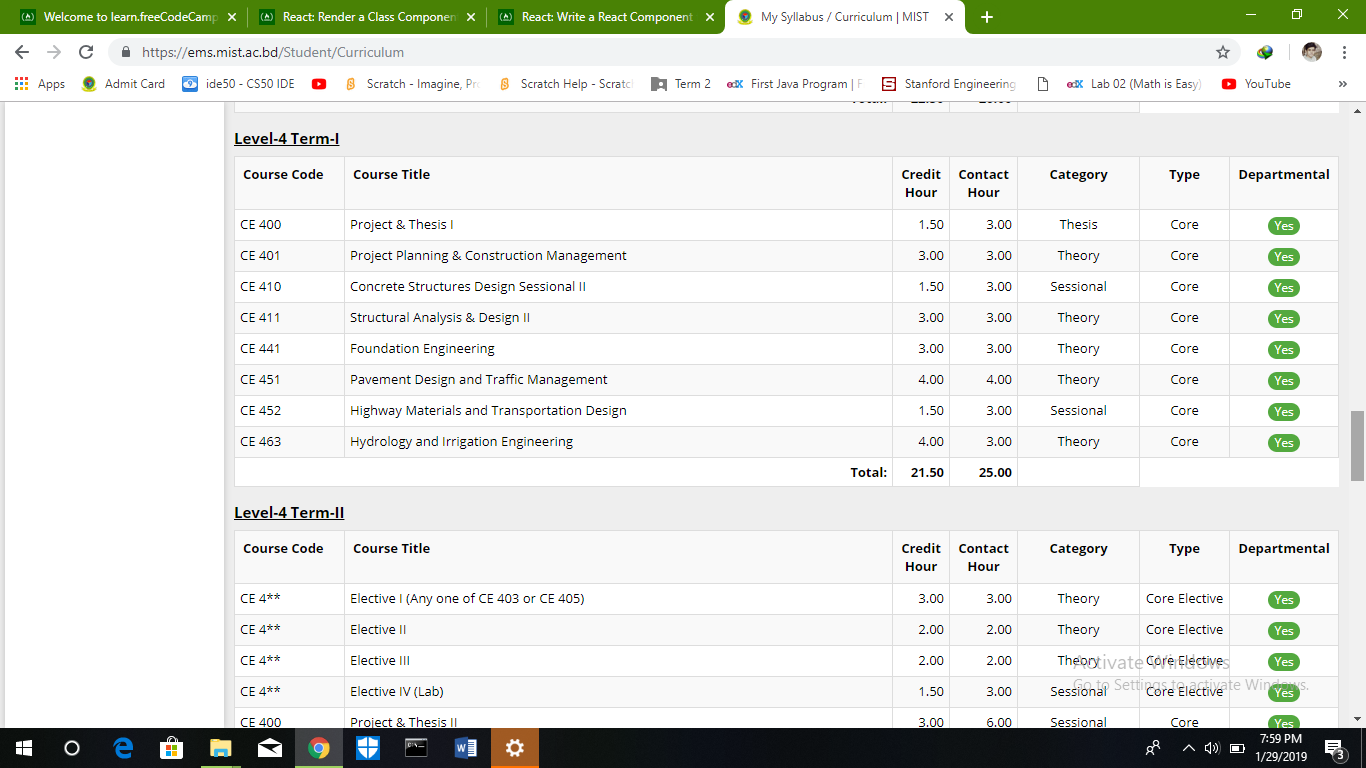 Welcome to learn.freeCodeCamp
React: Render a Class Componen
React: Write a React Component
My Syllabus / Curriculum | MIST
https://ems.mist.ac.bd/Student/Curriculum
Apps Admit Card ide50 - CS50 IDE Scratch - Imagine, Pr Scratch Help - Scratc Term 2 edX First Java Program | F S Stanford Engineering edX Lab 02 (Math is Easy) YouTube »
Level-4 Term-I
Course Code Course Title Credit Hour Contact Hour Category Type Departmental
CE 400 Project & Thesis I 1.50 3.00 Thesis Core Yes
CE 401 Project Planning & Construction Management 3.00 3.00 Theory Core Yes
CE 410 Concrete Structures Design Sessional II 1.50 3.00 Sessional Core Yes
CE 411 Structural Analysis & Design II 3.00 3.00 Theory Core Yes
CE 441 Foundation Engineering 3.00 3.00 Theory Core Yes
CE 451 Pavement Design and Traffic Management 4.00 4.00 Theory Core Yes
CE 452 Highway Materials and Transportation Design 1.50 3.00 Sessional Core Yes
CE 463 Hydrology and Irrigation Engineering 4.00 3.00 Theory Core Yes
Total: 21.50 25.00
Level-4 Term-II
Course Code Course Title Credit Hour Contact Hour Category Type Departmental
CE 4** Elective I (Any one of CE 403 or CE 405) 3.00 3.00 Theory Core Elective Yes
CE 4** Elective II 2.00 2.00 Theory Core Elective Yes
CE 4** Elective III 2.00 2.00 Theory Core Elective Yes
Activate Windows
CE 4** Elective IV (Lab) 1.50 3.00 Sessional Core Elective Yes
Go to Settings to activate Windows.
CE 400 Project & Thesis II 3.00 6.00 Sessional Core Yes
7:59 PM
1/29/2019
3